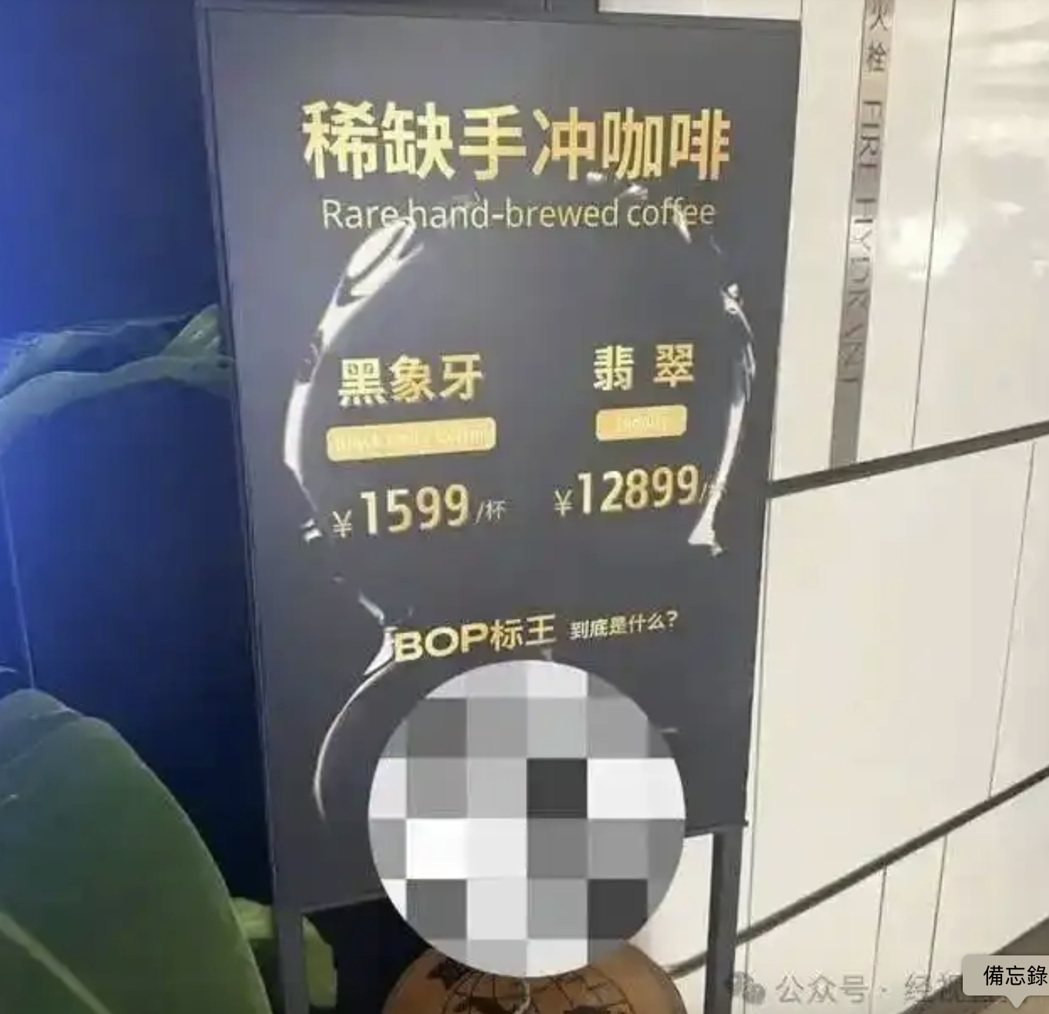 稀缺手冲咖啡
Rare hand-brewed coffee
黑象牙
翡翠
¥1599/杯
¥12899/
BOP标王 到底是什么?
火栓 FIRE HYDRANT
公众号·经视
備忘錄